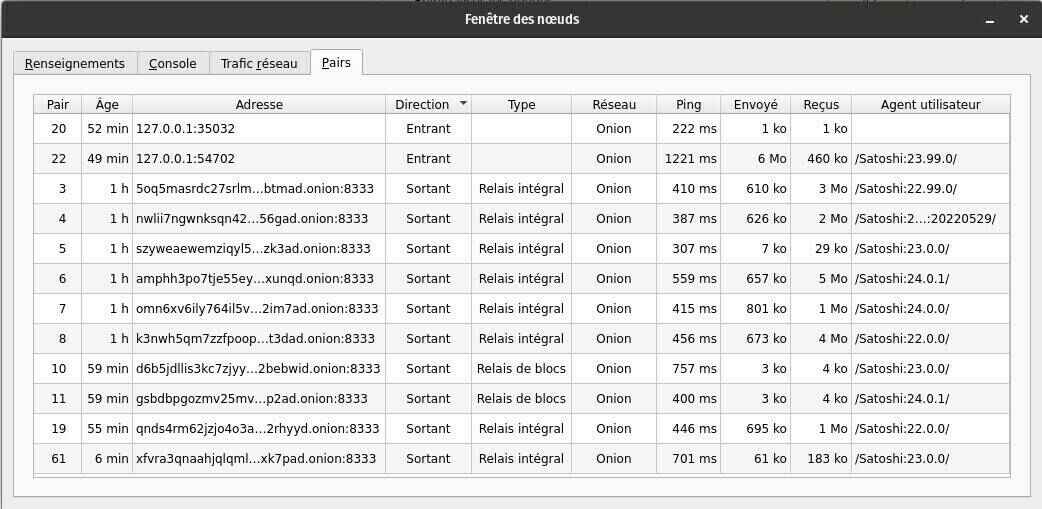 Fenêtre des nœuds
Renseignements Console Trafic réseau Pairs
Pair Âge Adresse Direction Type Réseau Ping Envoyé Reçus Agent utilisateur
20 52 min 127.0.0.1:35032 Entrant Onion 222 ms 1 ko 1 ko
22 49 min 127.0.0.1:54702 Entrant Onion 1221 ms 6 Mo 460 ko /Satoshi:23.99.0/
3 1 h 5oq5masrdc27srlm…btmad.onion:8333 Sortant Relais intégral Onion 410 ms 610 ko 3 Mo /Satoshi:22.99.0/
4 1 h nwlii7ngwnksqn42…56gad.onion:8333 Sortant Relais intégral Onion 387 ms 626 ko 2 Mo /Satoshi:2…:20220529/
5 1 h szyweaewemziqyl5…zk3ad.onion:8333 Sortant Relais intégral Onion 307 ms 7 ko 29 ko /Satoshi:23.0.0/
6 1 h amphh3po7tje55ey…xunqd.onion:8333 Sortant Relais intégral Onion 559 ms 657 ko 5 Mo /Satoshi:24.0.1/
7 1 h omn6xv6ily764il5v…2im7ad.onion:8333 Sortant Relais intégral Onion 415 ms 801 ko 1 Mo /Satoshi:24.0.0/
8 1 h k3nwh5qm7zzfpoop…t3dad.onion:8333 Sortant Relais intégral Onion 456 ms 673 ko 4 Mo /Satoshi:22.0.0/
10 59 min d6b5jdllis3kc7zjyy…2bebwid.onion:8333 Sortant Relais de blocs Onion 757 ms 3 ko 4 ko /Satoshi:23.0.0/
11 59 min gsbdbpgozmv25mv…p2ad.onion:8333 Sortant Relais de blocs Onion 400 ms 3 ko 4 ko /Satoshi:24.0.1/
19 55 min qnds4rm62jzjo4o3a…2rhyyd.onion:8333 Sortant Relais intégral Onion 446 ms 695 ko 1 Mo /Satoshi:22.0.0/
61 6 min xfvra3qnaahjqlqml…xk7pad.onion:8333 Sortant Relais intégral Onion 701 ms 61 ko 183 ko /Satoshi:23.0.0/